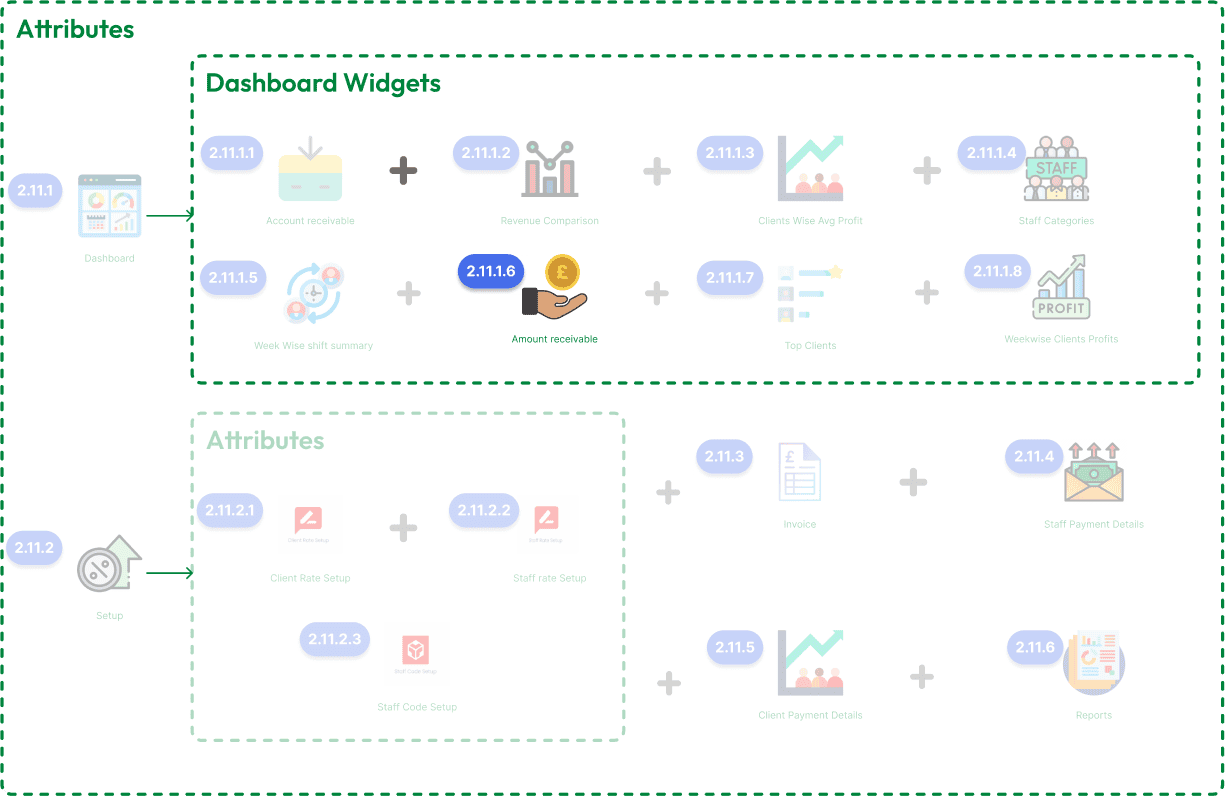 Attributes
Dashboard Widgets
2.11.1
Dashboard
2.11.1.1
Account receivable
2.11.1.2
Revenue Comparison
2.11.1.3
Clients Wise Avg Profit
2.11.1.4
STAFF
Staff Categories
2.11.1.5
Week Wise shift summary
2.11.1.6
£
Amount receivable
2.11.1.7
Top Clients
2.11.1.8
PROFIT
Weekwise Clients Profits
2.11.2
Setup
Attributes
2.11.2.1
Client Rate Setup
Client Rate Setup
2.11.2.2
Staff Rate Setup
Staff rate Setup
2.11.2.3
Staff Code Setup
Staff Code Setup
2.11.3
£
Invoice
2.11.4
Staff Payment Details
2.11.5
Client Payment Details
2.11.6
Reports